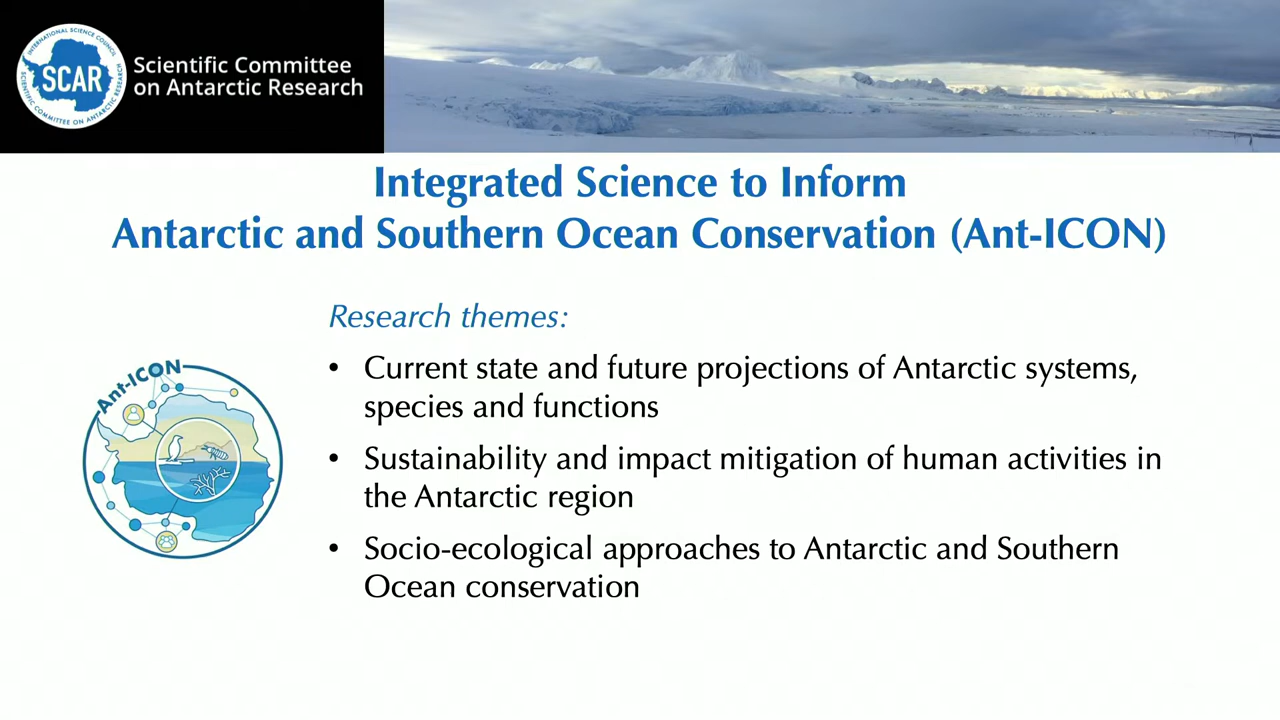 INTERNATIONAL SCIENCE COUNCIL
SCAR
SCIENTIFIC COMMITTEE ON ANTARCTIC RESEARCH
Scientific Committee
on Antarctic Research
Integrated Science to Inform
Antarctic and Southern Ocean Conservation (Ant-ICON)
Research themes:
Ant-ICON
• Current state and future projections of Antarctic systems,
species and functions
• Sustainability and impact mitigation of human activities in
the Antarctic region
• Socio-ecological approaches to Antarctic and Southern
Ocean conservation